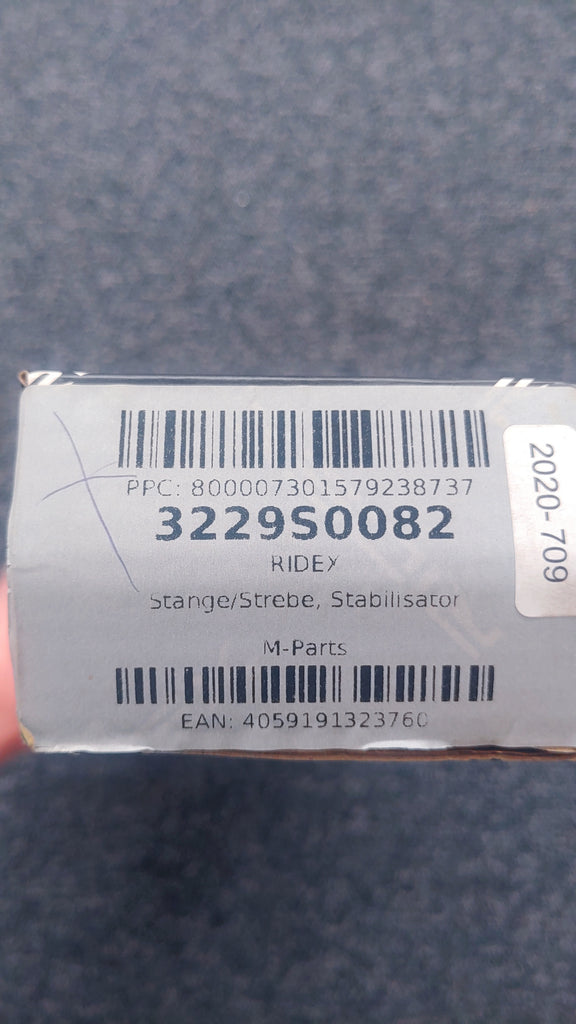 PPC: 800007301579238737
3229S0082
RIDEX
Stange/Strebe, Stabilisator
M-Parts
EAN: 4059191323760
2020-709